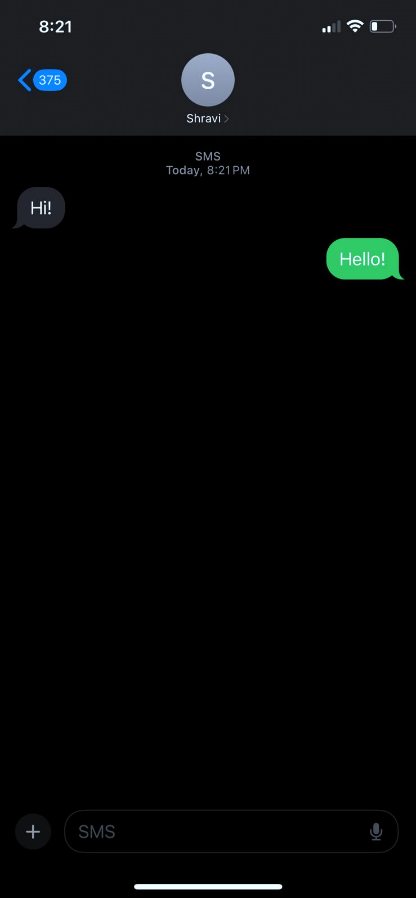 8:21
375
S
Shravi
SMS
Today, 8:21 PM
Hi!
Hello!
SMS